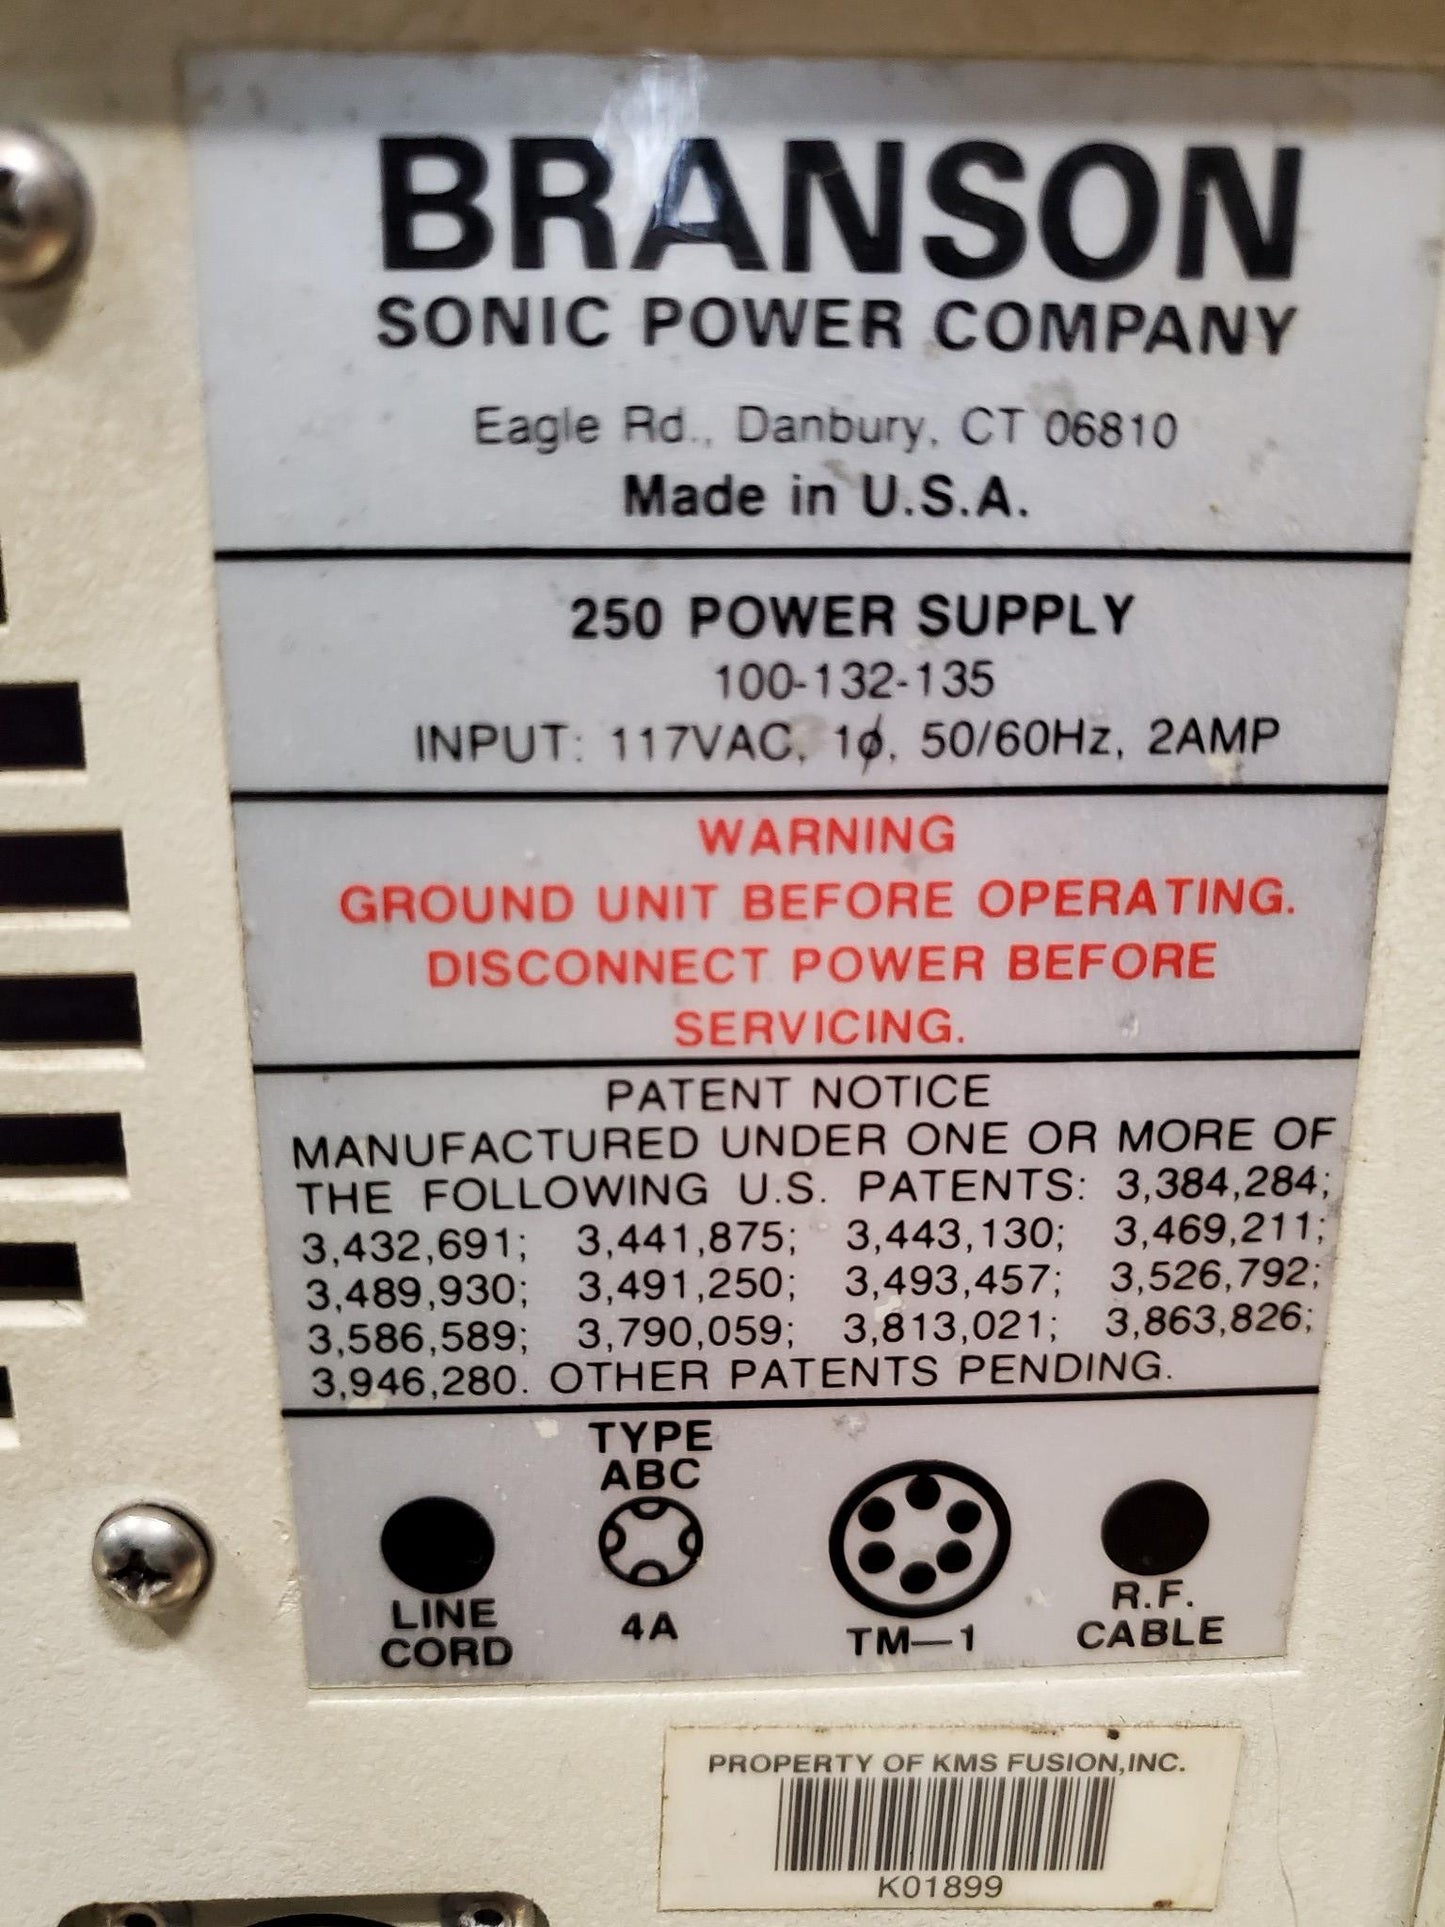 BRANSON
SONIC POWER COMPANY
Eagle Rd., Danbury, CT 06810
Made in U.S.A.
250 POWER SUPPLY
100-132-135
INPUT: 117VAC, 1ϕ, 50/60Hz, 2AMP
WARNING
GROUND UNIT BEFORE OPERATING.
DISCONNECT POWER BEFORE
SERVICING.
PATENT NOTICE
MANUFACTURED UNDER ONE OR MORE OF
THE FOLLOWING U.S. PATENTS: 3,384,284;
3,432,691; 3,441,875; 3,443,130; 3,469,211;
3,489,930; 3,491,250; 3,493,457; 3,526,792;
3,586,589; 3,790,059; 3,813,021; 3,863,826;
3,946,280. OTHER PATENTS PENDING.
TYPE
ABC
LINE
CORD
4A
TM—1
R.F.
CABLE
PROPERTY OF KMS FUSION,INC.
K01899